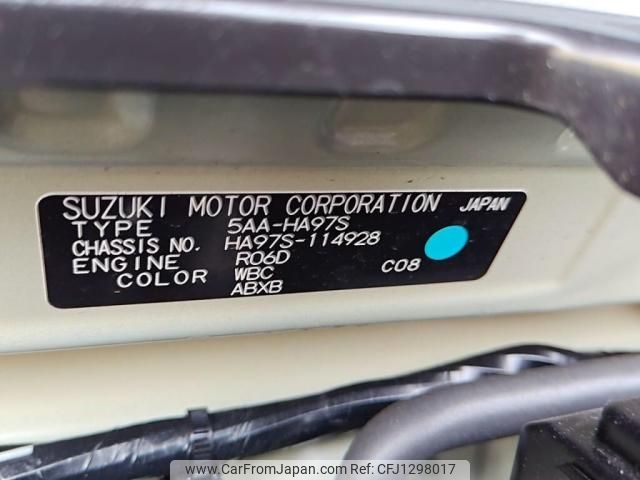 SUZUKI MOTOR CORPORATION JAPAN
TYPE 5AA-HA97S
CHASSIS NO. HA97S-114928
ENGINE R06D
COLOR WBC C08
ABXB
www.CarFromJapan.com | CFJ1298017